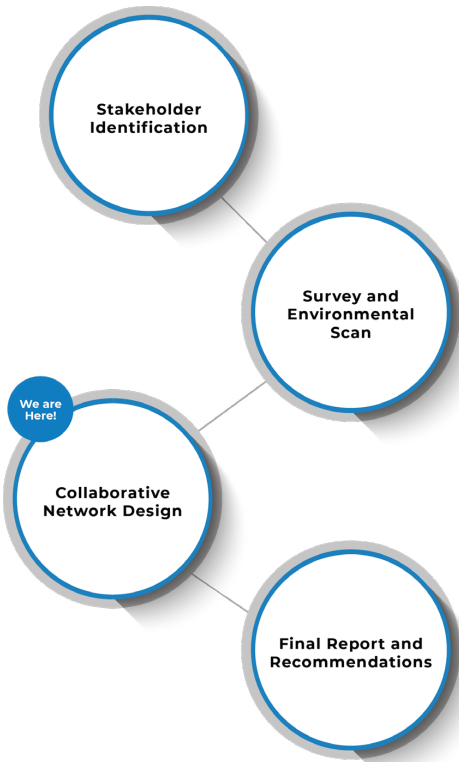 Stakeholder
Identification
Survey and
Environmental
Scan
We are
Here!
Collaborative
Network Design
Final Report and
Recommendations